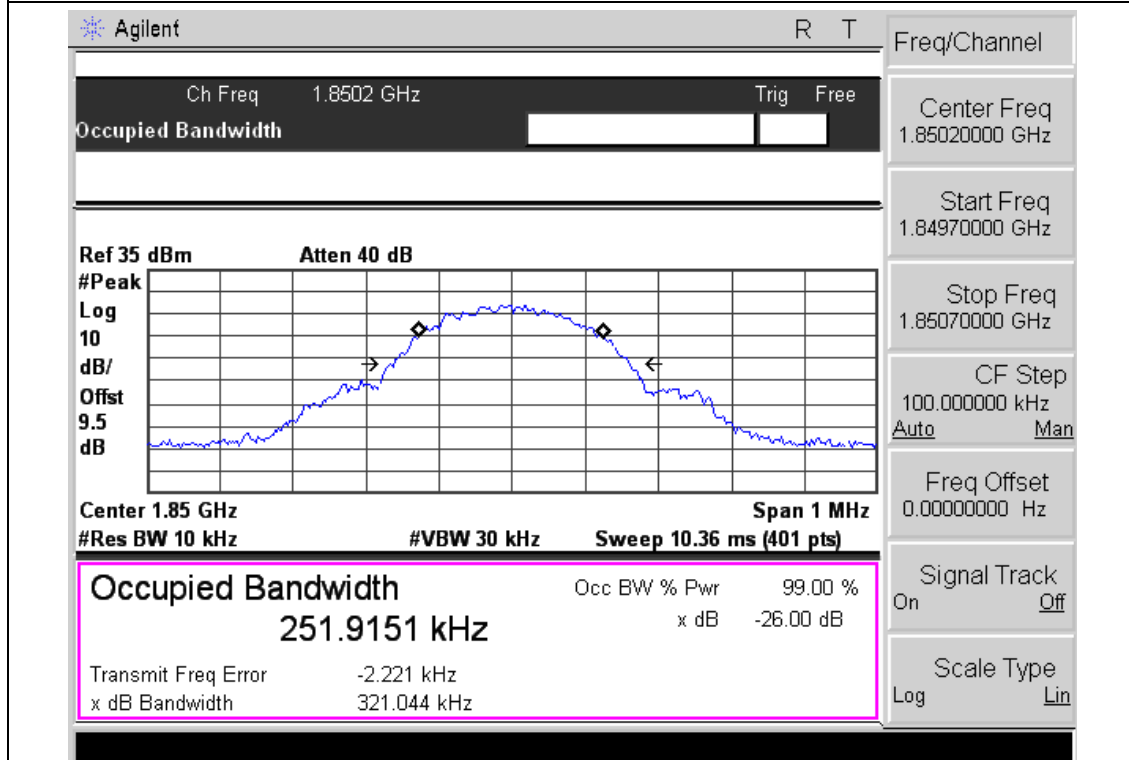 Agilent R T
Ch Freq 1.8502 GHz Trig Free
Occupied Bandwidth
Ref 35 dBm Atten 40 dB
#Peak
Log
10
dB/
Offst
9.5
dB
Center 1.85 GHz Span 1 MHz
#Res BW 10 kHz #VBW 30 kHz Sweep 10.36 ms (401 pts)
Occupied Bandwidth
251.9151 kHz
Occ BW % Pwr 99.00 %
x dB -26.00 dB
Transmit Freq Error -2.221 kHz
x dB Bandwidth 321.044 kHz
Freq/Channel
Center Freq
1.85020000 GHz
Start Freq
1.84970000 GHz
Stop Freq
1.85070000 GHz
CF Step
100.000000 kHz
Auto Man
Freq Offset
0.00000000 Hz
Signal Track
On Off
Scale Type
Log Lin